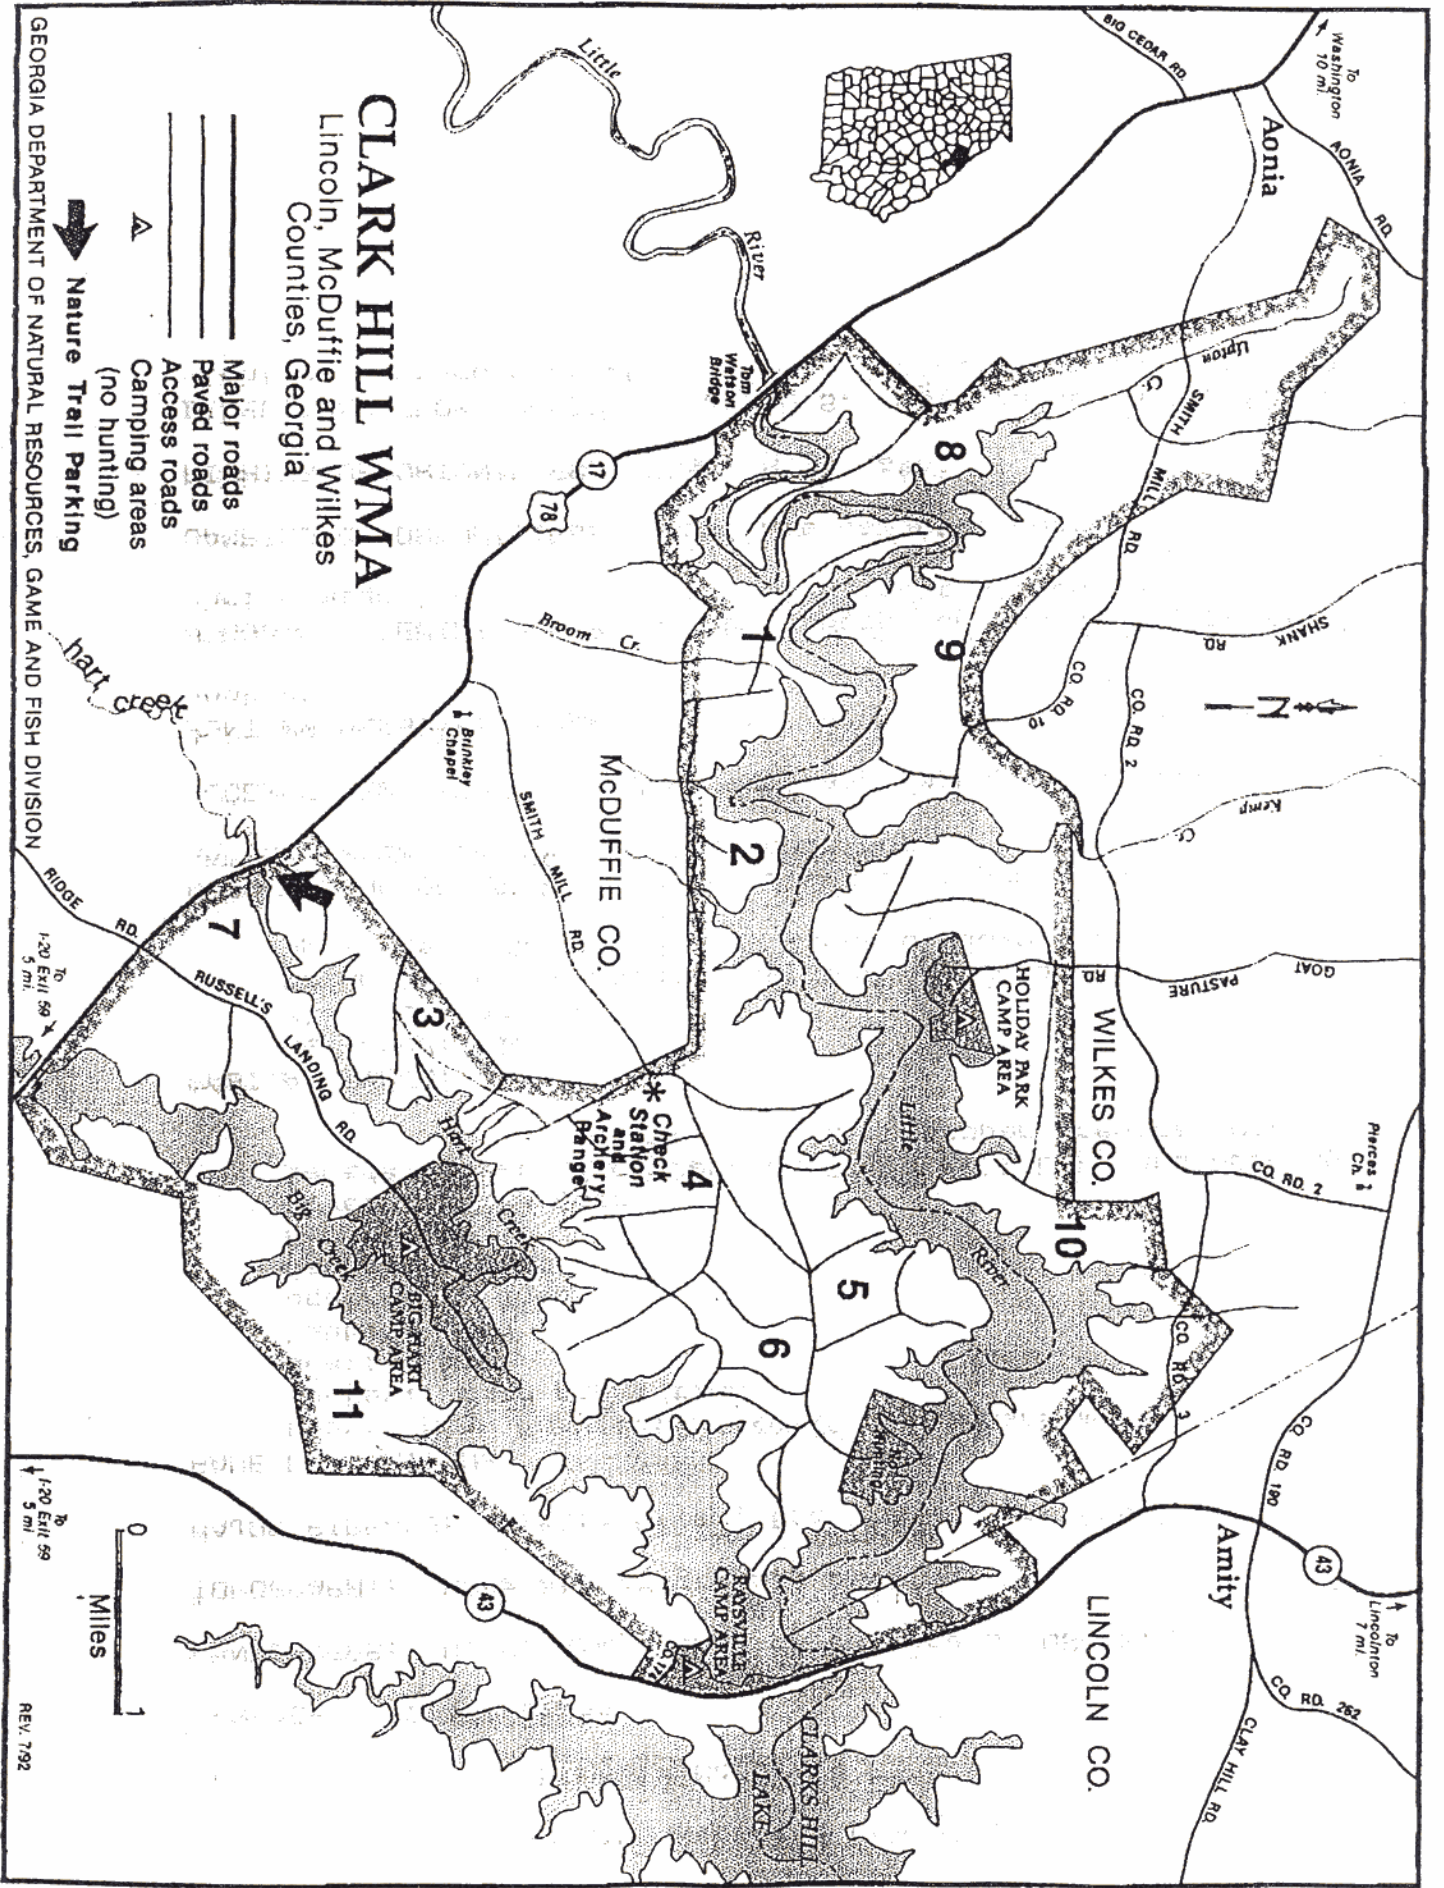 To
Washington
10 mi.
BIG CEDAR RD.
Aonia
AONIA RD.
Little
River
Upton
Cr.
SMITH MILL RD.
Tom
Watson
Bridge
8
17
78
1
9
Broom Cr.
SHANK
RD.
CO. RD. 10
CO. RD. 2
N
Kemp
Cr.
Brinkley
Chapel
SMITH MILL RD.
McDUFFIE CO.
2
hart
creek
GOAT
PASTURE
RD.
HOLIDAY PARK
CAMP AREA
WILKES CO.
RIDGE RD.
7
To
I-20 Exit 59
5 mi.
RUSSELL'S
LANDING
RD.
3
Check
Station
and
Archery
Range
4
Little
River
Pierces
Ch.
CO. RD. 2
10
Hart
Creek
Big
Creek
BIG HART
CAMP AREA
5
6
11
No
Hunting
CO. RD. 3
CO. RD. 190
Amity
43
To
Lincolnton
7 mi.
LINCOLN CO.
CO. RD. 262
CLAY HILL RD.
RAYSVILLE
CAMP AREA
43
To
I-20 Exit 59
5 mi.
CLARKS HILL
LAKE
CLARK HILL WMA
Lincoln, McDuffie and Wilkes
Counties, Georgia
Major roads
Paved roads
Access roads
Camping areas
(no hunting)
Nature Trail Parking
0 1
Miles
GEORGIA DEPARTMENT OF NATURAL RESOURCES, GAME AND FISH DIVISION
REV. 7/92